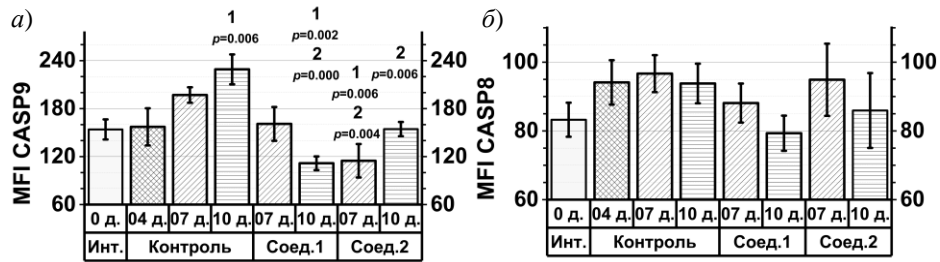 а)
MFI CASP9
240
180
120
60
1
p=0.006
1
p=0.002
2
p=0.000
1
p=0.006
2
p=0.004
2
p=0.006
240
180
120
60
0 д. 04 д. 07 д. 10 д. 07 д. 10 д. 07 д. 10 д.
Инт. Контроль Соед.1 Соед.2
б)
MFI CASP8
100
80
60
100
80
60
0 д. 04 д. 07 д. 10 д. 07 д. 10 д. 07 д. 10 д.
Инт. Контроль Соед.1 Соед.2